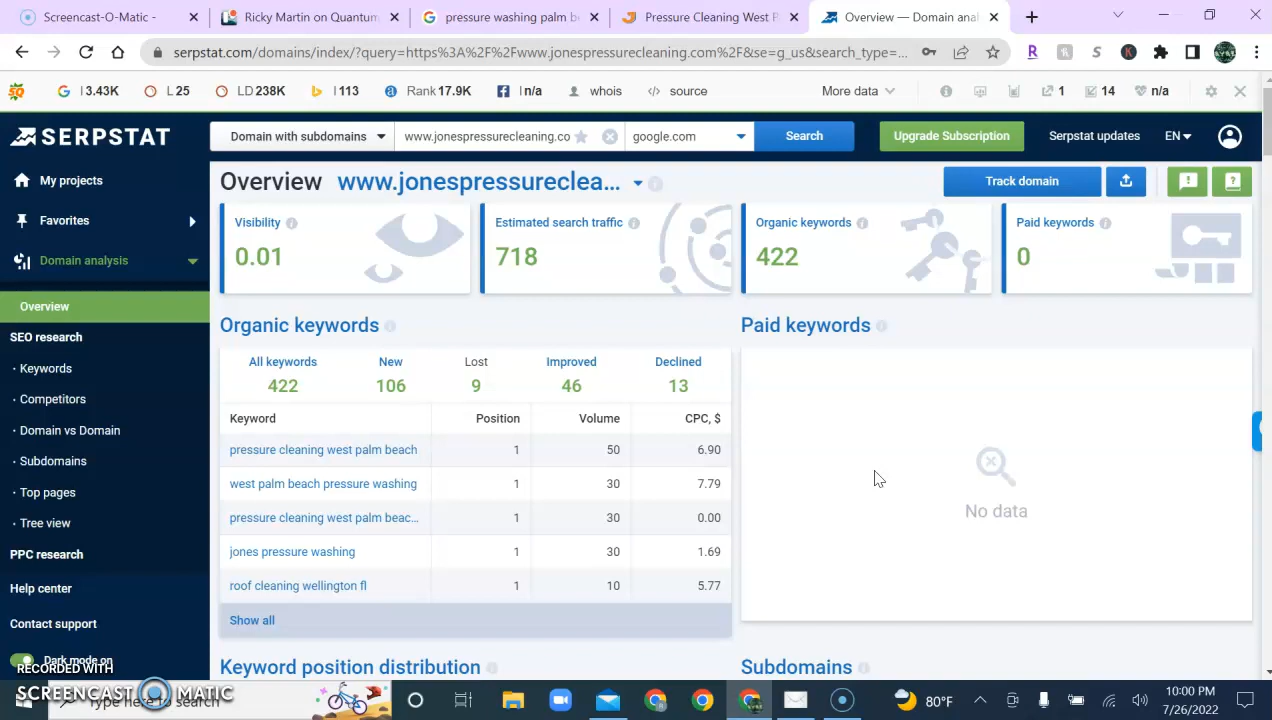 Screencast-O-Matic -
Ricky Martin on Quantum
pressure washing palm b
Pressure Cleaning West P
Overview — Domain anal
serpstat.com/domains/index/?query=https%3A%2F%2Fwww.jonespressurecleaning.com%2F&se=g_us&search_type=...
I 3.43K
L 25
LD 238K
I 113
Rank 17.9K
I n/a
whois
source
More data
1
14
n/a
SERPSTAT
Domain with subdomains
www.jonespressurecleaning.co
google.com
Search
Upgrade Subscription
Serpstat updates
EN
My projects
Favorites
Domain analysis
Overview
SEO research
· Keywords
· Competitors
· Domain vs Domain
· Subdomains
· Top pages
· Tree view
PPC research
Help center
Contact support
Dark mode on
Overview www.jonespressureclea...
Track domain
Visibility
0.01
Estimated search traffic
718
Organic keywords
422
Paid keywords
0
Organic keywords
All keywords New Lost Improved Declined
422 106 9 46 13
Keyword Position Volume CPC, $
pressure cleaning west palm beach 1 50 6.90
west palm beach pressure washing 1 30 7.79
pressure cleaning west palm beac... 1 30 0.00
jones pressure washing 1 30 1.69
roof cleaning wellington fl 1 10 5.77
Show all
Paid keywords
No data
Keyword position distribution
Subdomains
RECORDED WITH
SCREENCAST MATIC
Type here to search
80°F
10:00 PM
7/26/2022